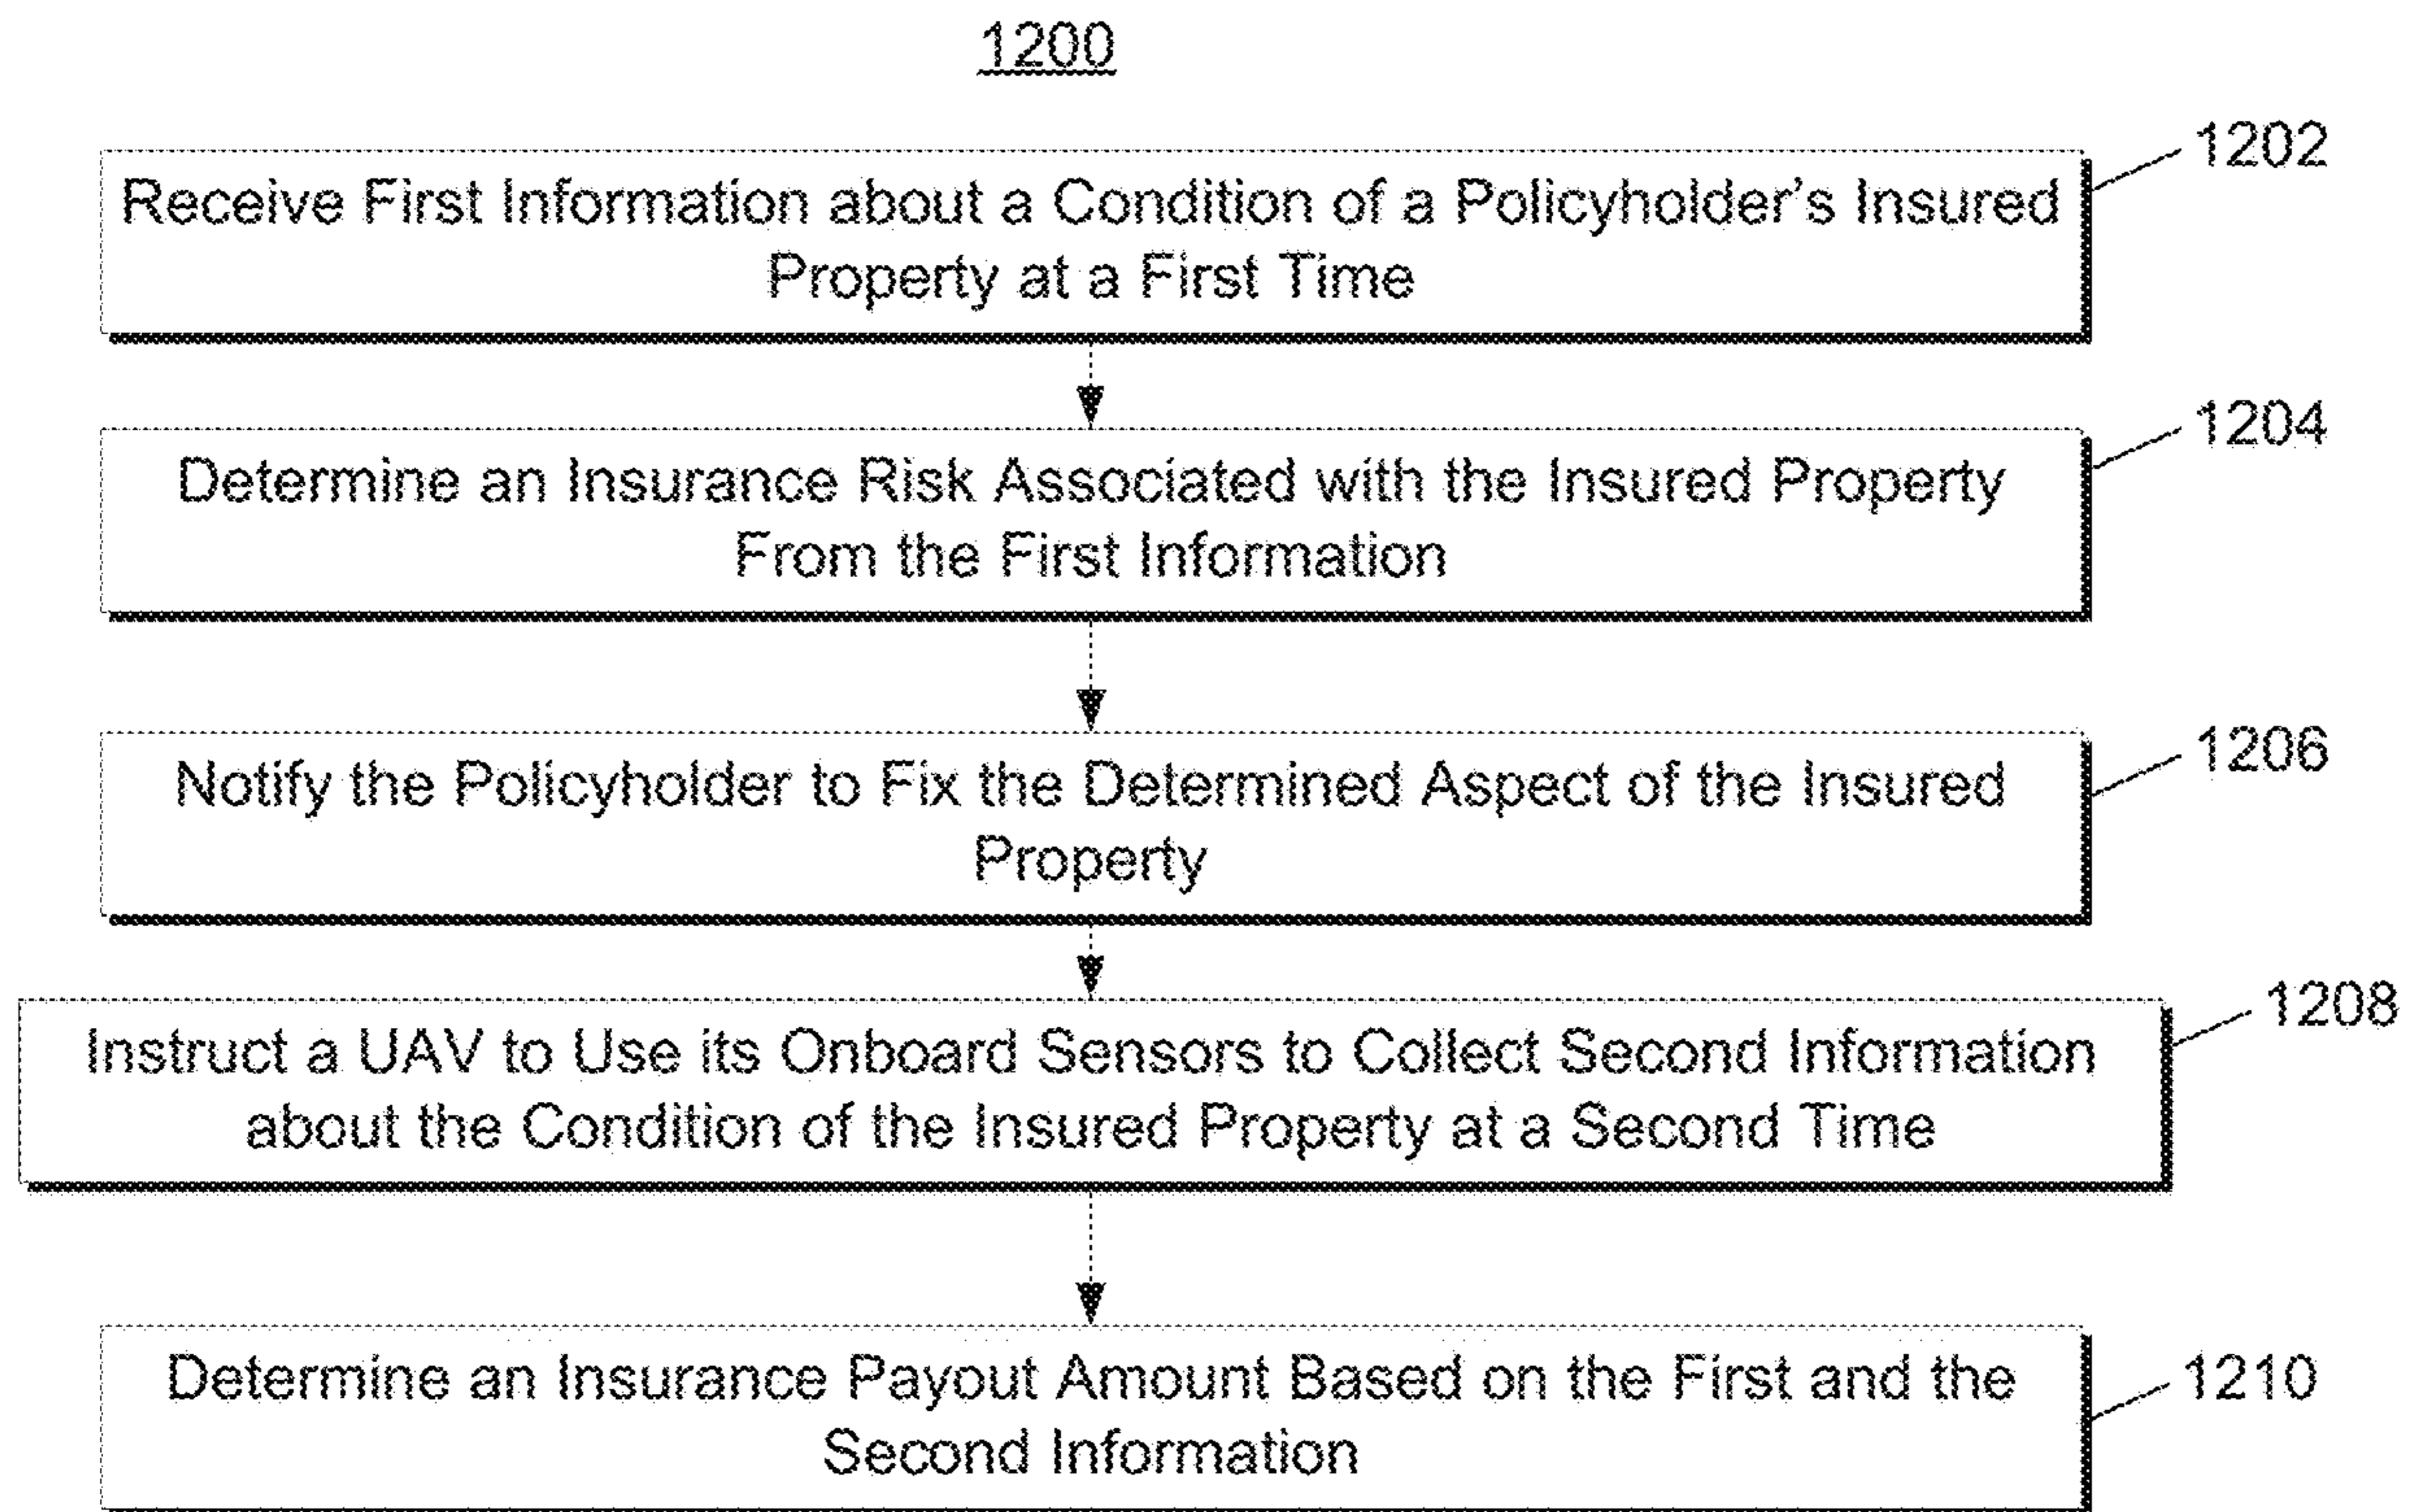 1200
1202
Receive First Information about a Condition of a Policyholder's Insured
Property at a First Time
1204
Determine an Insurance Risk Associated with the Insured Property
From the First Information
1206
Notify the Policyholder to Fix the Determined Aspect of the Insured
Property
1208
Instruct a UAV to Use its Onboard Sensors to Collect Second Information
about the Condition of the Insured Property at a Second Time
1210
Determine an Insurance Payout Amount Based on the First and the
Second Information